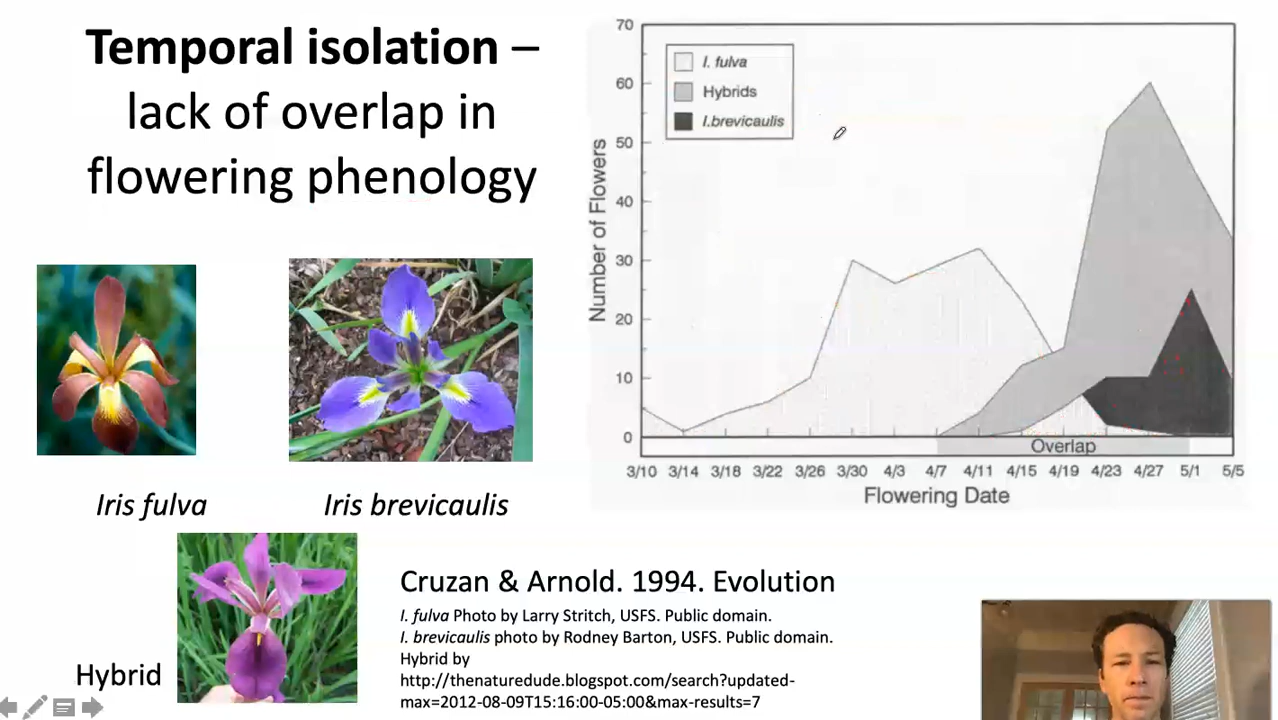 Temporal isolation –
lack of overlap in
flowering phenology
Iris fulva
Iris brevicaulis
Hybrid
70
60
50
40
30
20
10
0
Number of Flowers
I. fulva
Hybrids
I.brevicaulis
Overlap
3/10 3/14 3/18 3/22 3/26 3/30 4/3 4/7 4/11 4/15 4/19 4/23 4/27 5/1 5/5
Flowering Date
Cruzan & Arnold. 1994. Evolution
I. fulva Photo by Larry Stritch, USFS. Public domain.
I. brevicaulis photo by Rodney Barton, USFS. Public domain.
Hybrid by
http://thenaturedude.blogspot.com/search?updated-
max=2012-08-09T15:16:00-05:00&max-results=7